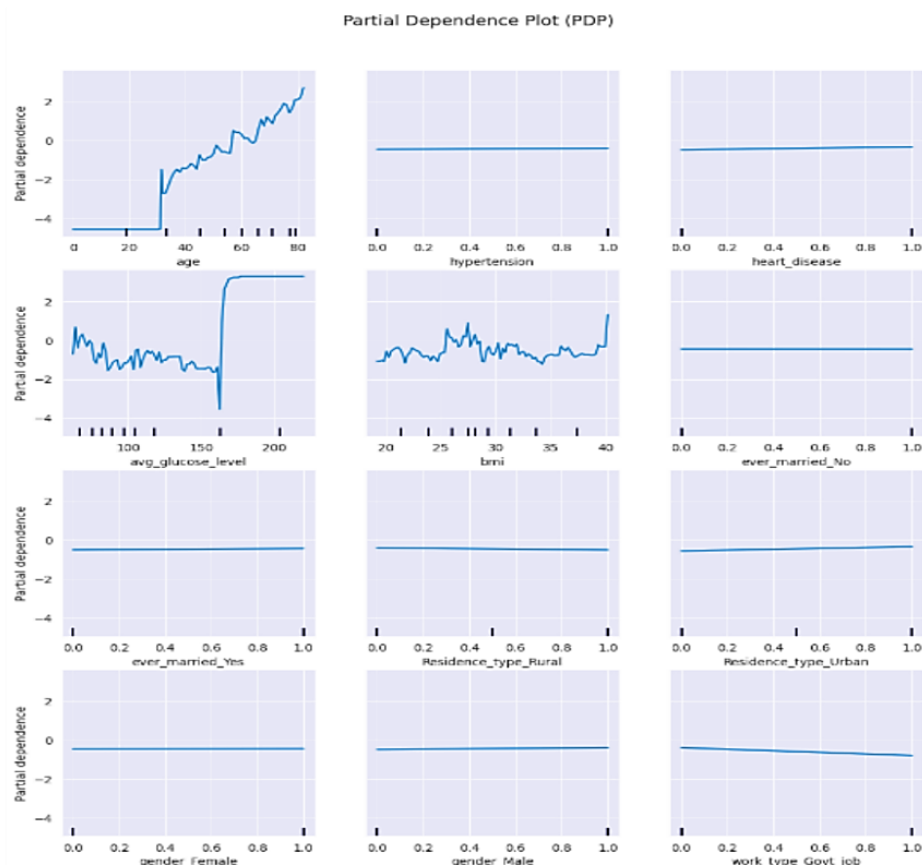 Partial Dependence Plot (PDP)
Partial dependence
2
0
−2
−4
0 20 40 60 80
age
0.0 0.2 0.4 0.6 0.8 1.0
hypertension
0.0 0.2 0.4 0.6 0.8 1.0
heart_disease
Partial dependence
2
0
−2
−4
100 150 200
avg_glucose_level
20 25 30 35 40
bmi
0.0 0.2 0.4 0.6 0.8 1.0
ever_married_No
Partial dependence
2
0
−2
−4
0.0 0.2 0.4 0.6 0.8 1.0
ever_married_Yes
0.0 0.2 0.4 0.6 0.8 1.0
Residence_type_Rural
0.0 0.2 0.4 0.6 0.8 1.0
Residence_type_Urban
Partial dependence
2
0
−2
−4
0.0 0.2 0.4 0.6 0.8 1.0
gender_Female
0.0 0.2 0.4 0.6 0.8 1.0
gender_Male
0.0 0.2 0.4 0.6 0.8 1.0
work_type_Govt_job